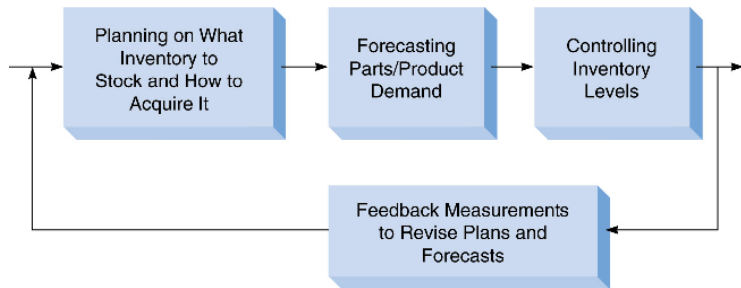 Planning on What
Inventory to
Stock and How to
Acquire It
Forecasting
Parts/Product
Demand
Controlling
Inventory
Levels
Feedback Measurements
to Revise Plans and
Forecasts